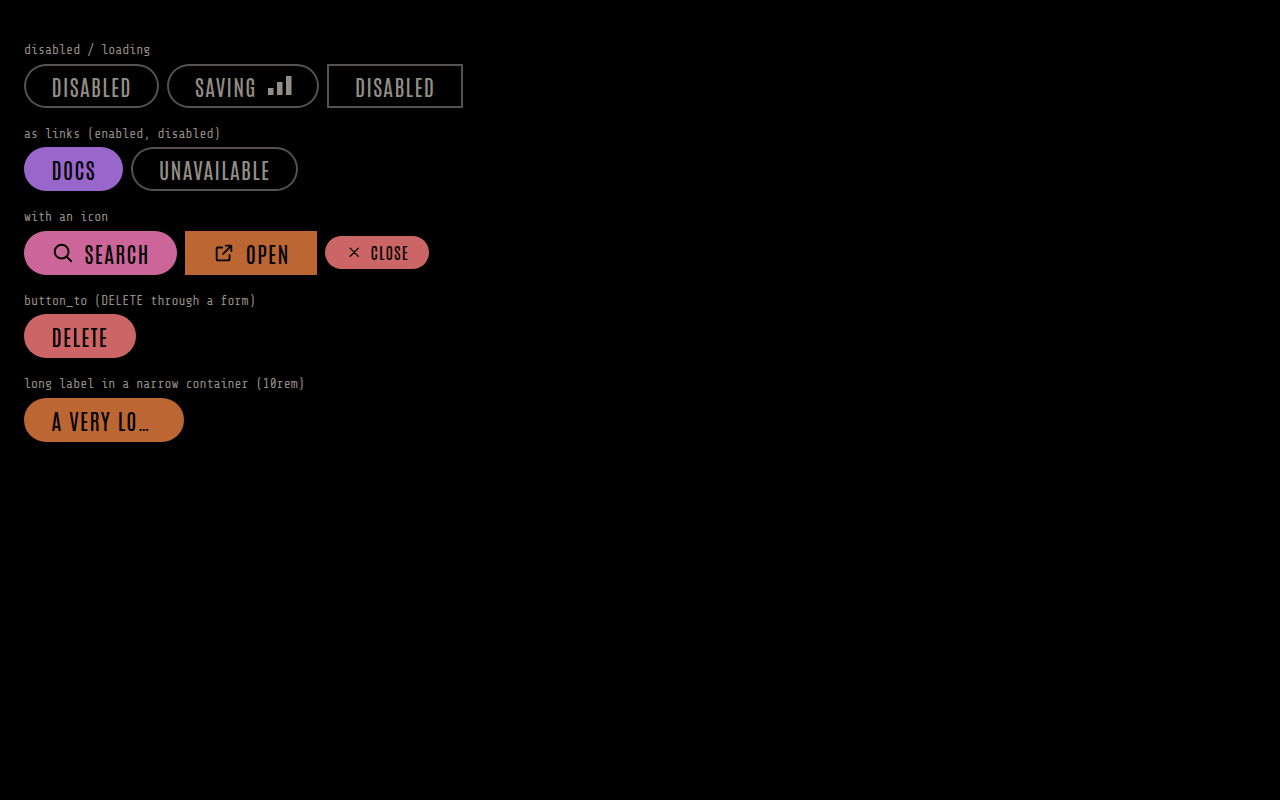 disabled / loading
DISABLED SAVING DISABLED
as links (enabled, disabled)
DOCS UNAVAILABLE
with an icon
SEARCH OPEN CLOSE
button_to (DELETE through a form)
DELETE
long label in a narrow container (10rem)
A VERY LO…